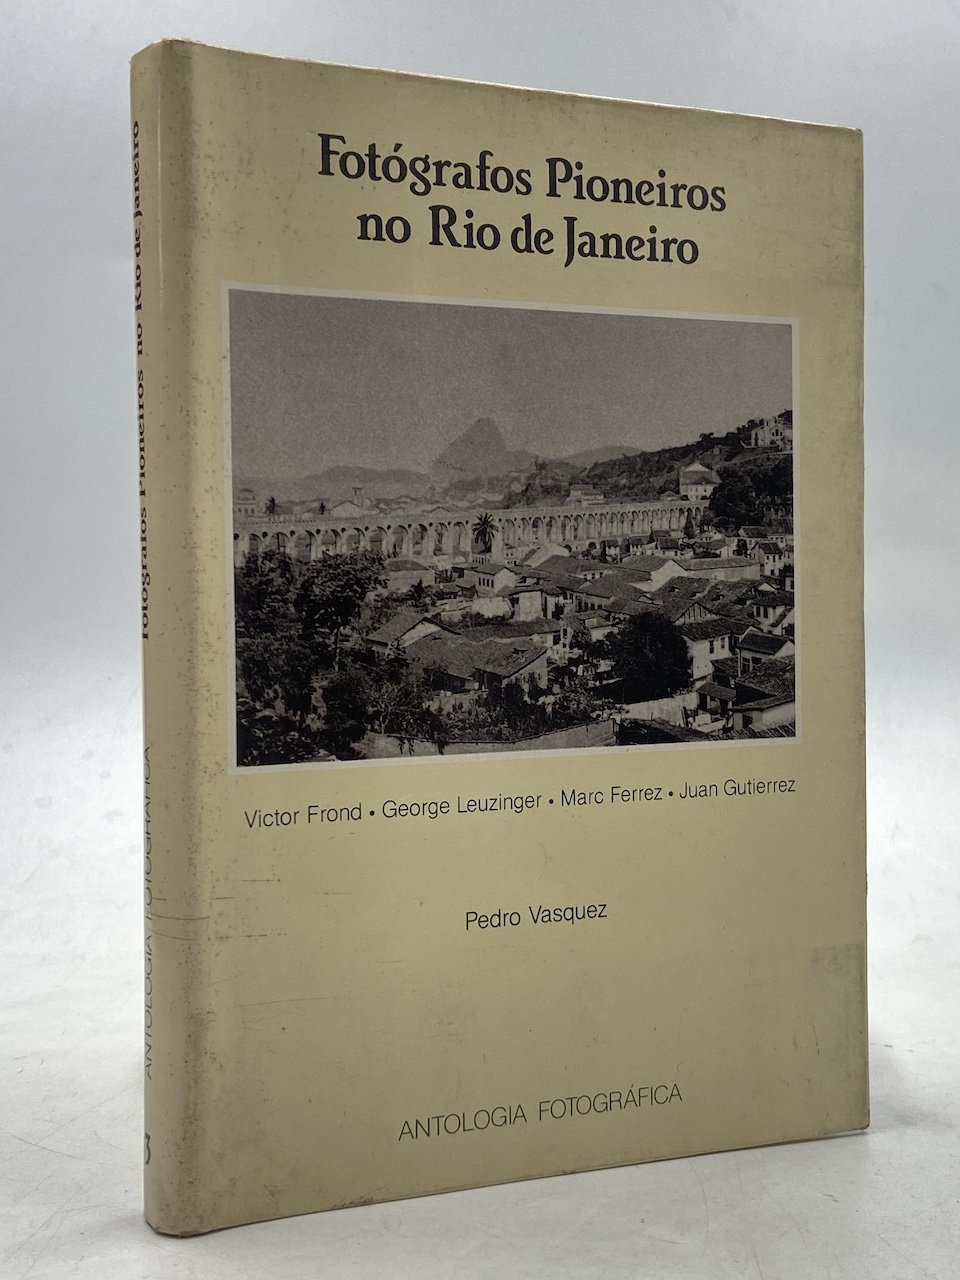 Fotógrafos Pioneiros
no Rio de Janeiro
Victor Frond • George Leuzinger • Marc Ferrez • Juan Gutierrez
Pedro Vasquez
ANTOLOGIA FOTOGRÁFICA
Fotógrafos Pioneiros no Rio de Janeiro
ANTOLOGIA FOTOGRÁFICA
3